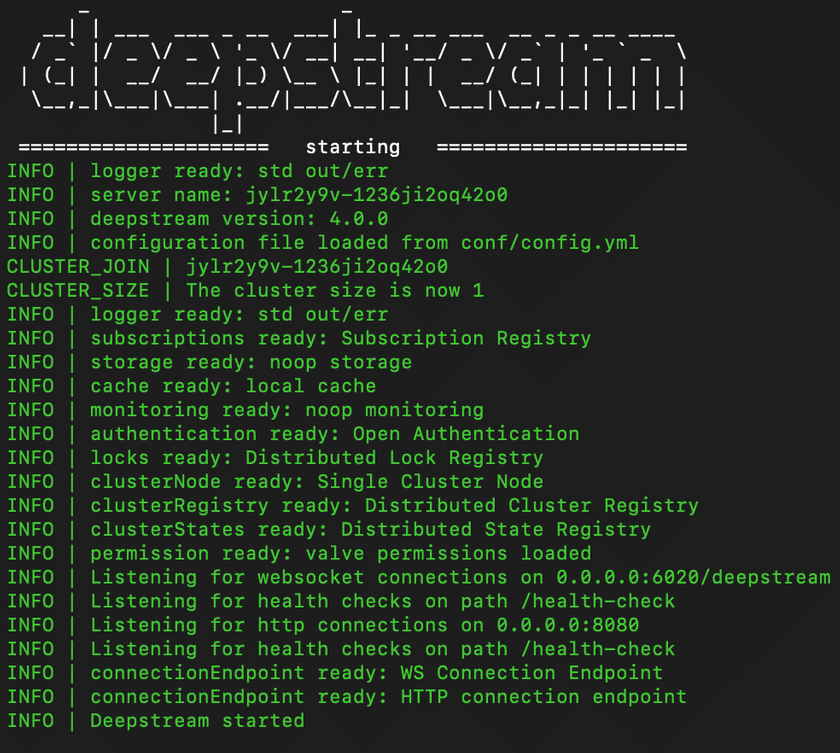 deepstream
===================== starting =====================
INFO | logger ready: std out/err
INFO | server name: jylr2y9v-1236ji2oq42o0
INFO | deepstream version: 4.0.0
INFO | configuration file loaded from conf/config.yml
CLUSTER_JOIN | jylr2y9v-1236ji2oq42o0
CLUSTER_SIZE | The cluster size is now 1
INFO | logger ready: std out/err
INFO | subscriptions ready: Subscription Registry
INFO | storage ready: noop storage
INFO | cache ready: local cache
INFO | monitoring ready: noop monitoring
INFO | authentication ready: Open Authentication
INFO | locks ready: Distributed Lock Registry
INFO | clusterNode ready: Single Cluster Node
INFO | clusterRegistry ready: Distributed Cluster Registry
INFO | clusterStates ready: Distributed State Registry
INFO | permission ready: valve permissions loaded
INFO | Listening for websocket connections on 0.0.0.0:6020/deepstream
INFO | Listening for health checks on path /health-check
INFO | Listening for http connections on 0.0.0.0:8080
INFO | Listening for health checks on path /health-check
INFO | connectionEndpoint ready: WS Connection Endpoint
INFO | connectionEndpoint ready: HTTP connection endpoint
INFO | Deepstream started